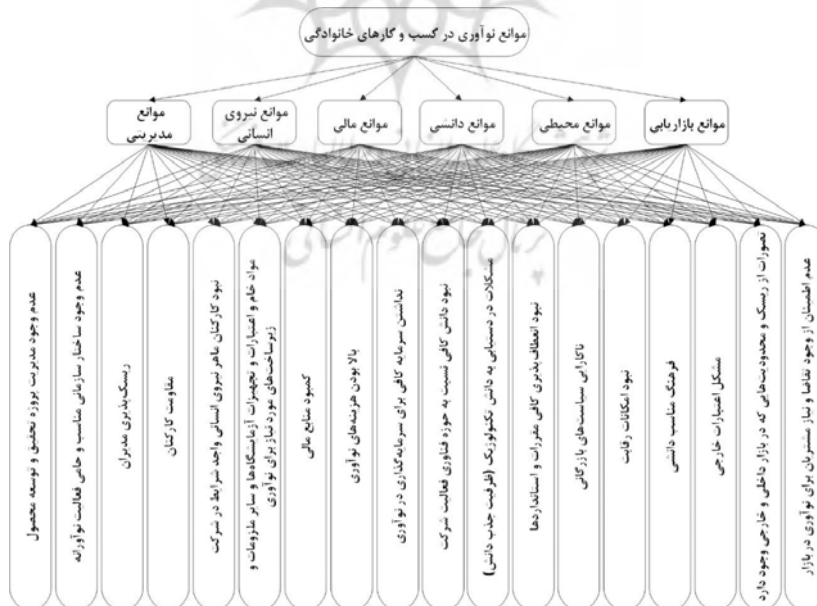 موانع نوآوری در کسب و کارهای خانوادگی
موانع بازاریابی
موانع محیطی
موانع دانشی
موانع مالی
موانع نیروی
انسانی
موانع
مدیریتی
عدم اطمینان از وجود تقاضا و نیاز مشتریان برای نوآوری در بازار
تصورات از ریسک و محدودیت‌هایی که در بازار داخلی و خارجی وجود دارد
مشکل اعتبارات خارجی
فرهنگ مناسب دانشی
نبود امکانات رقابت
ناکارایی سیاست‌های بازرگانی
نبود انعطاف پذیری کافی مقررات و استانداردها
مشکلات در دستیابی به دانش تکنولوژیک (ظرفیت جذب دانش)
نبود دانش کافی نسبت به حوزه فناوری فعالیت شرکت
نداشتن سرمایه کافی برای سرمایه‌گذاری در نوآوری
بالا بودن هزینه‌های نوآوری
کمبود منابع مالی
مواد خام و اعتبارات و تجهیزات آزمایشگاه‌ها و سایر ملزومات و
زیرساخت‌های مورد نیاز برای نوآوری
نبود کارکنان ماهر نیروی انسانی واجد شرایط در شرکت
مقاومت کارکنان
ریسک‌پذیری مدیران
عدم وجود ساختار سازمانی مناسب و حامی فعالیت نوآورانه
عدم وجود مدیریت پروژه تحقیق و توسعه محصول